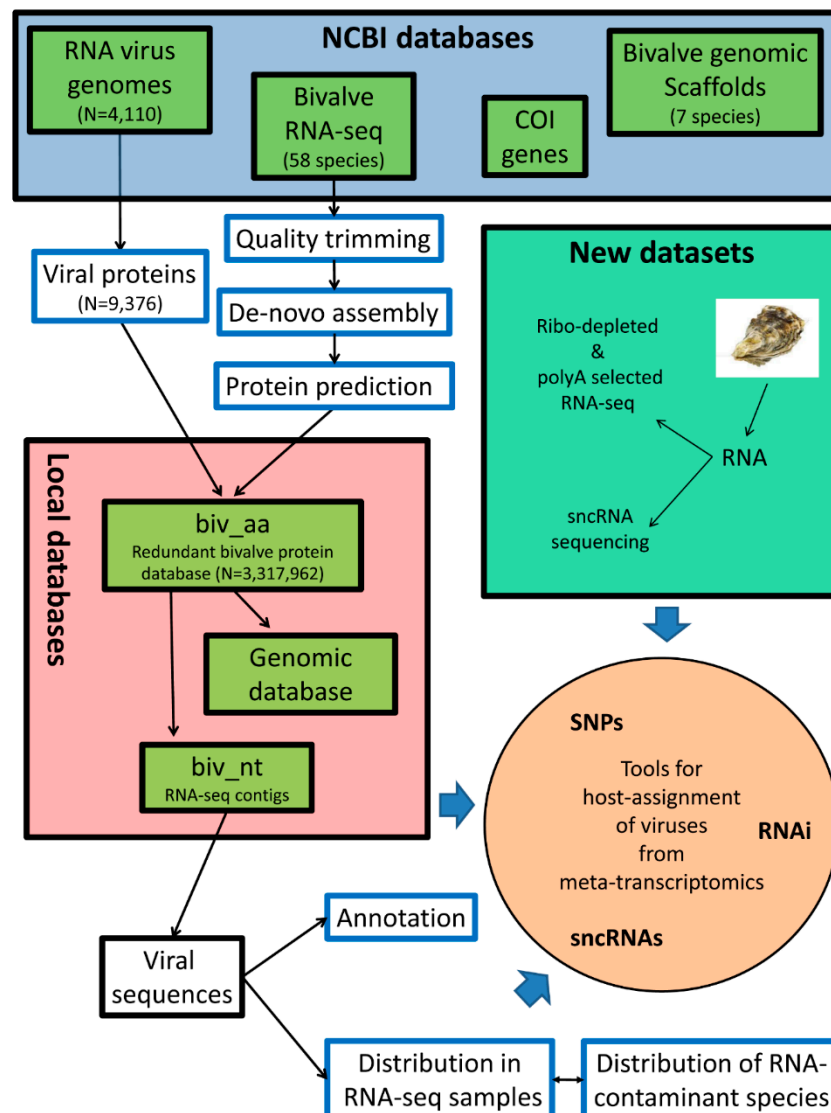 NCBI databases
RNA virus
genomes
(N=4,110)
Bivalve
RNA-seq
(58 species)
COI
genes
Bivalve genomic
Scaffolds
(7 species)
Viral proteins
(N=9,376)
Quality trimming
De-novo assembly
Protein prediction
New datasets
Ribo-depleted
&
polyA selected
RNA-seq
RNA
sncRNA
sequencing
Local databases
biv_aa
Redundant bivalve protein
database (N=3,317,962)
Genomic
database
biv_nt
RNA-seq contigs
SNPs
Tools for
host-assignment
of viruses
from
meta-transcriptomics
RNAi
sncRNAs
Viral
sequences
Annotation
Distribution in
RNA-seq samples
Distribution of RNA-
contaminant species